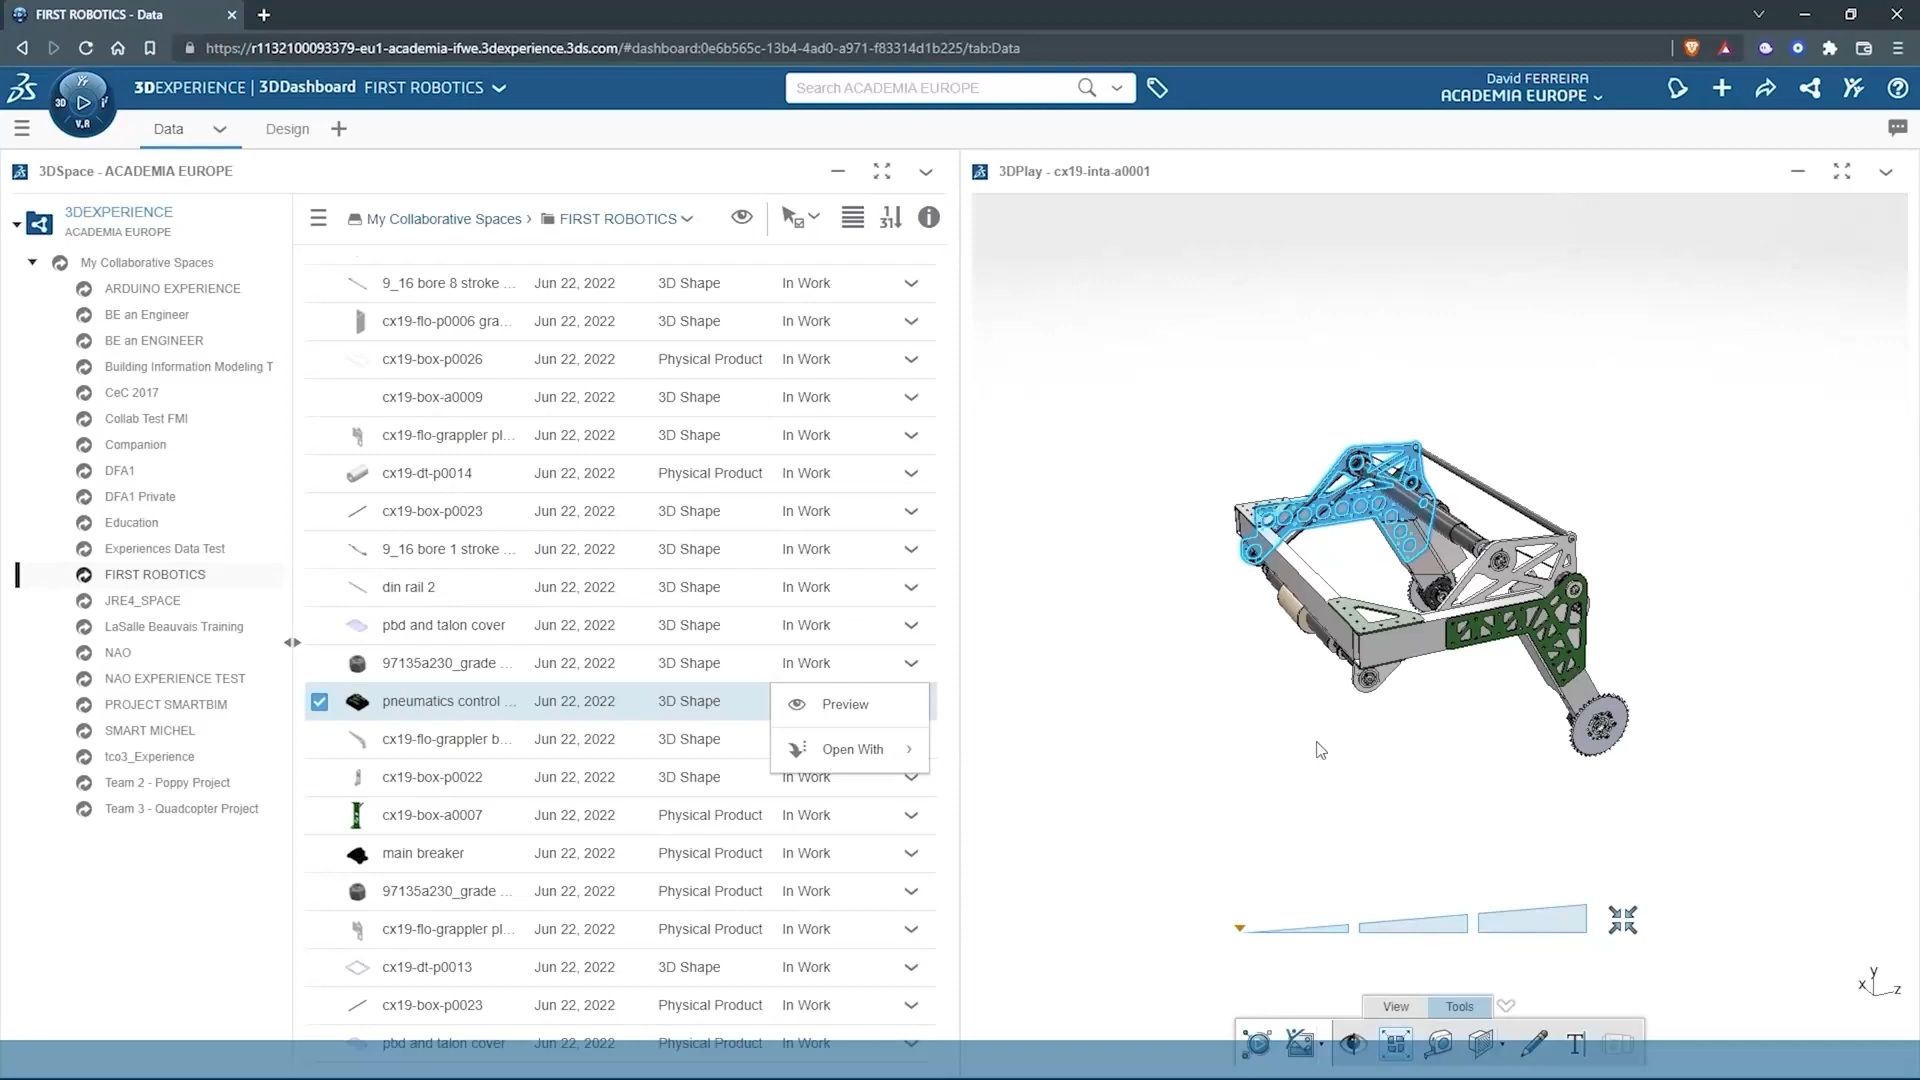 FIRST ROBOTICS - Data
https://r1132100093379-eu1-academia-ifwe.3dexperience.3ds.com/#dashboard:0e6b565c-13b4-4ad0-a971-f83314d1b225/tab:Data
3DEXPERIENCE | 3DDashboard FIRST ROBOTICS
Search ACADEMIA EUROPE
David FERREIRA
ACADEMIA EUROPE
3D
V.R
Data
Design
3DSpace - ACADEMIA EUROPE
3DEXPERIENCE
ACADEMIA EUROPE
My Collaborative Spaces
ARDUINO EXPERIENCE
BE an Engineer
BE an ENGINEER
Building Information Modeling T
CeC 2017
Collab Test FMI
Companion
DFA1
DFA1 Private
Education
Experiences Data Test
FIRST ROBOTICS
JRE4_SPACE
LaSalle Beauvais Training
NAO
NAO EXPERIENCE TEST
PROJECT SMARTBIM
SMART MICHEL
tco3_Experience
Team 2 - Poppy Project
Team 3 - Quadcopter Project
My Collaborative Spaces › FIRST ROBOTICS
31
9_16 bore 8 stroke ... Jun 22, 2022 3D Shape In Work
cx19-flo-p0006 gra... Jun 22, 2022 3D Shape In Work
cx19-box-p0026 Jun 22, 2022 Physical Product In Work
cx19-box-a0009 Jun 22, 2022 3D Shape In Work
cx19-flo-grappler pl... Jun 22, 2022 3D Shape In Work
cx19-dt-p0014 Jun 22, 2022 Physical Product In Work
cx19-box-p0023 Jun 22, 2022 3D Shape In Work
9_16 bore 1 stroke ... Jun 22, 2022 3D Shape In Work
din rail 2 Jun 22, 2022 3D Shape In Work
pbd and talon cover Jun 22, 2022 3D Shape In Work
97135a230_grade ... Jun 22, 2022 3D Shape In Work
pneumatics control ... Jun 22, 2022 3D Shape
cx19-flo-grappler b... Jun 22, 2022 3D Shape
cx19-box-p0022 Jun 22, 2022 3D Shape In Work
cx19-box-a0007 Jun 22, 2022 Physical Product In Work
main breaker Jun 22, 2022 Physical Product In Work
97135a230_grade ... Jun 22, 2022 Physical Product In Work
cx19-flo-grappler pl... Jun 22, 2022 Physical Product In Work
cx19-dt-p0013 Jun 22, 2022 3D Shape In Work
cx19-box-p0023 Jun 22, 2022 Physical Product In Work
pbd and talon cover Jun 22, 2022 Physical Product In Work
Preview
Open With
3DPlay - cx19-inta-a0001
y
x
z
View
Tools
T